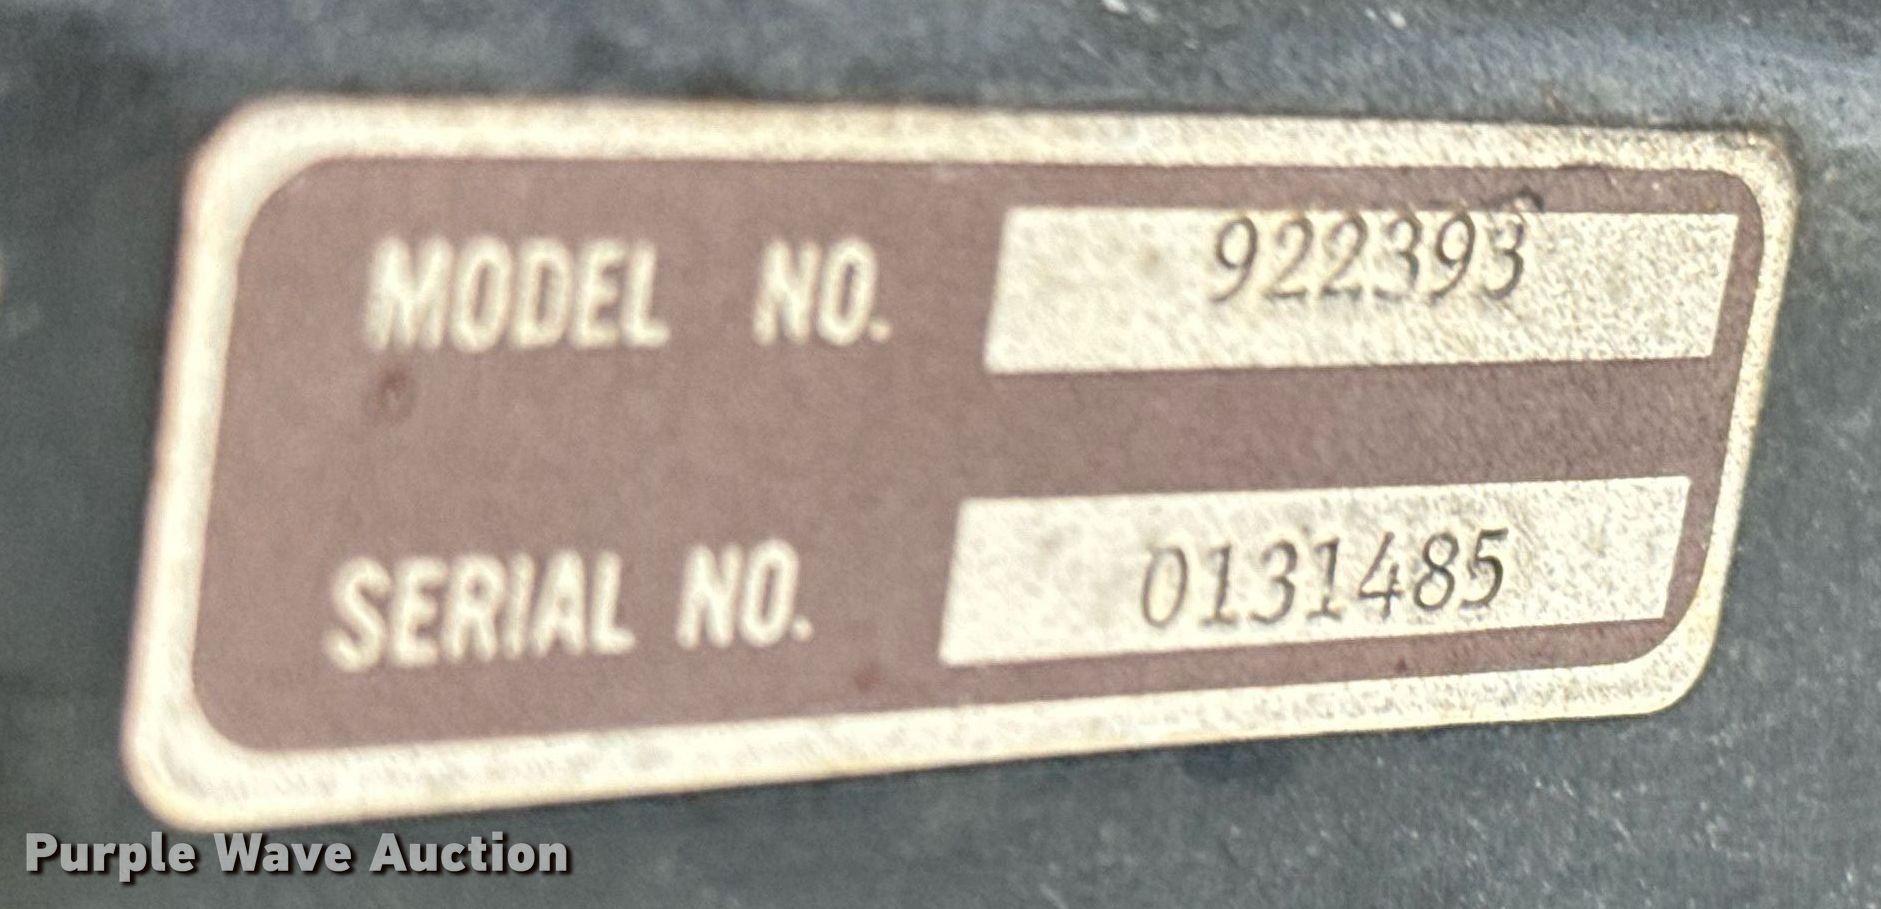 MODEL NO. 922393
SERIAL NO. 0131485
Purple Wave Auction